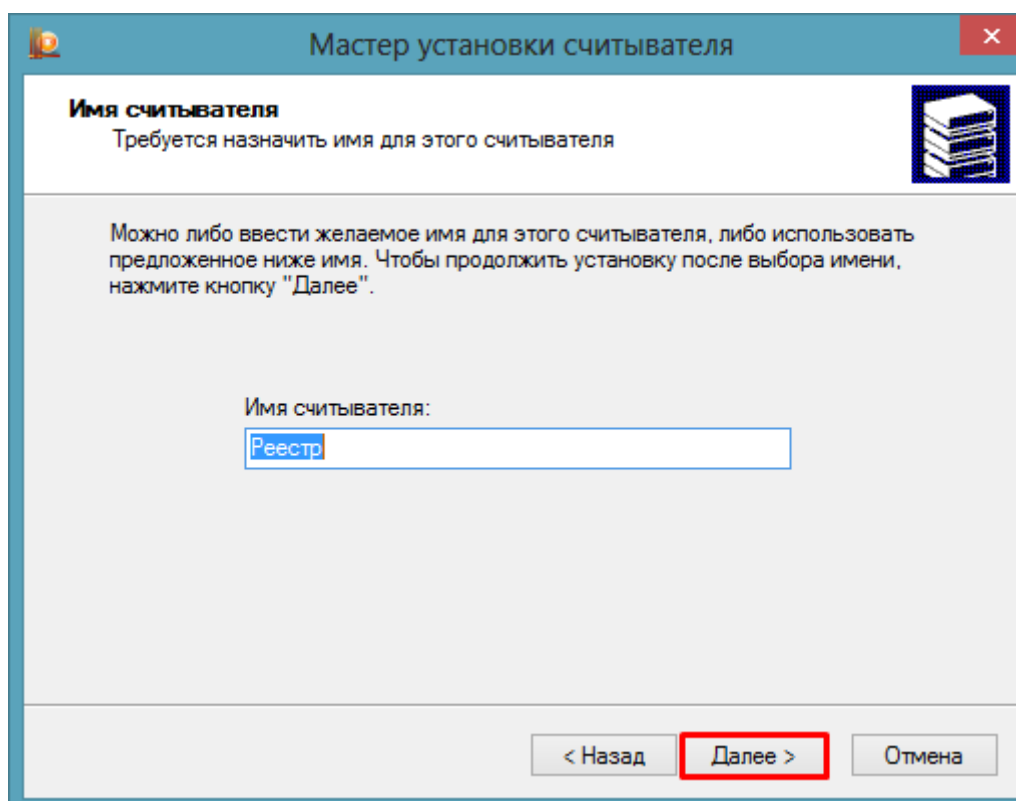 Мастер установки считывателя
Имя считывателя
Требуется назначить имя для этого считывателя
Можно либо ввести желаемое имя для этого считывателя, либо использовать
предложенное ниже имя. Чтобы продолжить установку после выбора имени,
нажмите кнопку "Далее".
Имя считывателя:
Реестр
< Назад Далее > Отмена